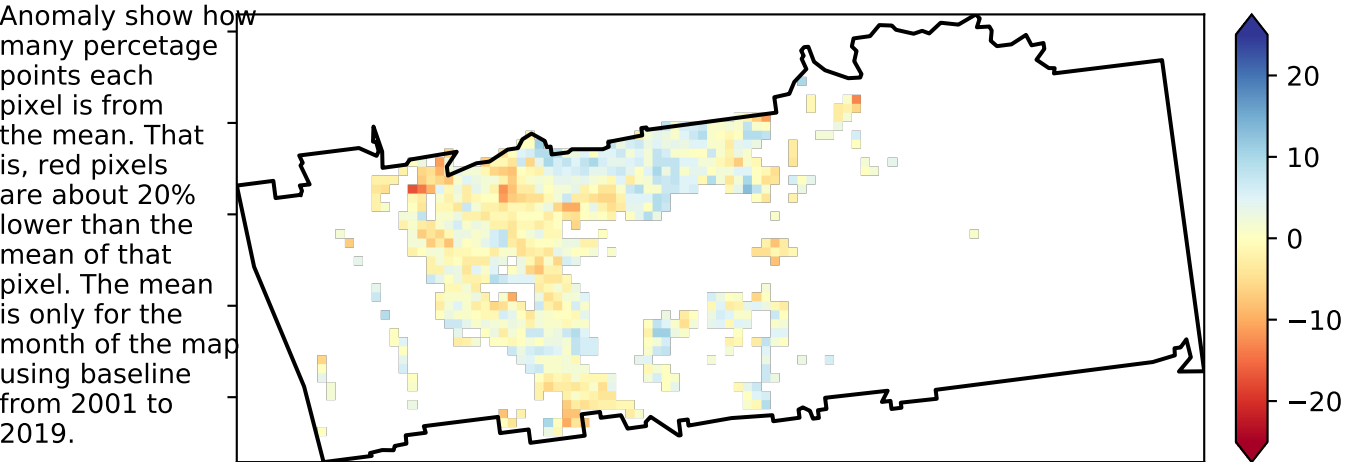 Anomaly show how
many percetage
points each
pixel is from
the mean. That
is, red pixels
are about 20%
lower than the
mean of that
pixel. The mean
is only for the
month of the map
using baseline
from 2001 to
2019.
20
10
0
−10
−20